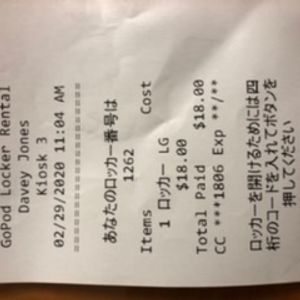 GoPod Locker Rental
Davey Jones
Kiosk 3
02/29/2020 11:04 AM
====================
あなたのロッカー番号は
1262
Items Cost
1 ロッカー LG
$18.00
Total Paid $18.00
CC ***1806 Exp **/**
ロッカーを開けるためには四
桁のコードを入れてボタンを
押してください